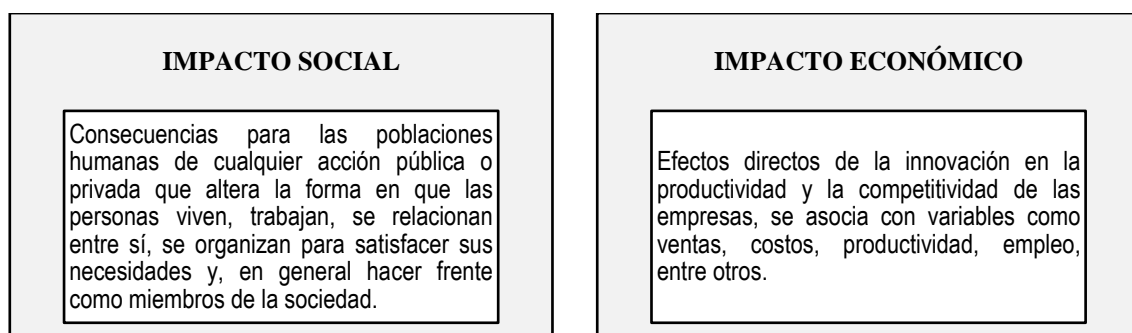 IMPACTO SOCIAL
Consecuencias para las poblaciones
humanas de cualquier acción pública o
privada que altera la forma en que las
personas viven, trabajan, se relacionan
entre sí, se organizan para satisfacer sus
necesidades y, en general hacer frente
como miembros de la sociedad.
IMPACTO ECONÓMICO
Efectos directos de la innovación en la
productividad y la competitividad de las
empresas, se asocia con variables como
ventas, costos, productividad, empleo,
entre otros.